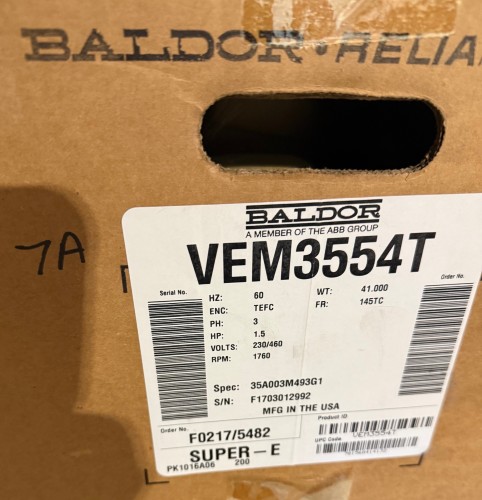 BALDOR • RELIA
7A
BALDOR
A MEMBER OF THE ABB GROUP
VEM3554T
Serial No.
Order No.
HZ: 60 WT: 41.000
ENC: TEFC FR: 145TC
PH: 3
HP: 1.5
VOLTS: 230/460
RPM: 1760
Spec: 35A003M493G1
S/N: F1703012992
MFG IN THE USA
Order No.
F0217/5482
Product ID
VEM3554T
SUPER – E
UPC Code
PK1016A06 200